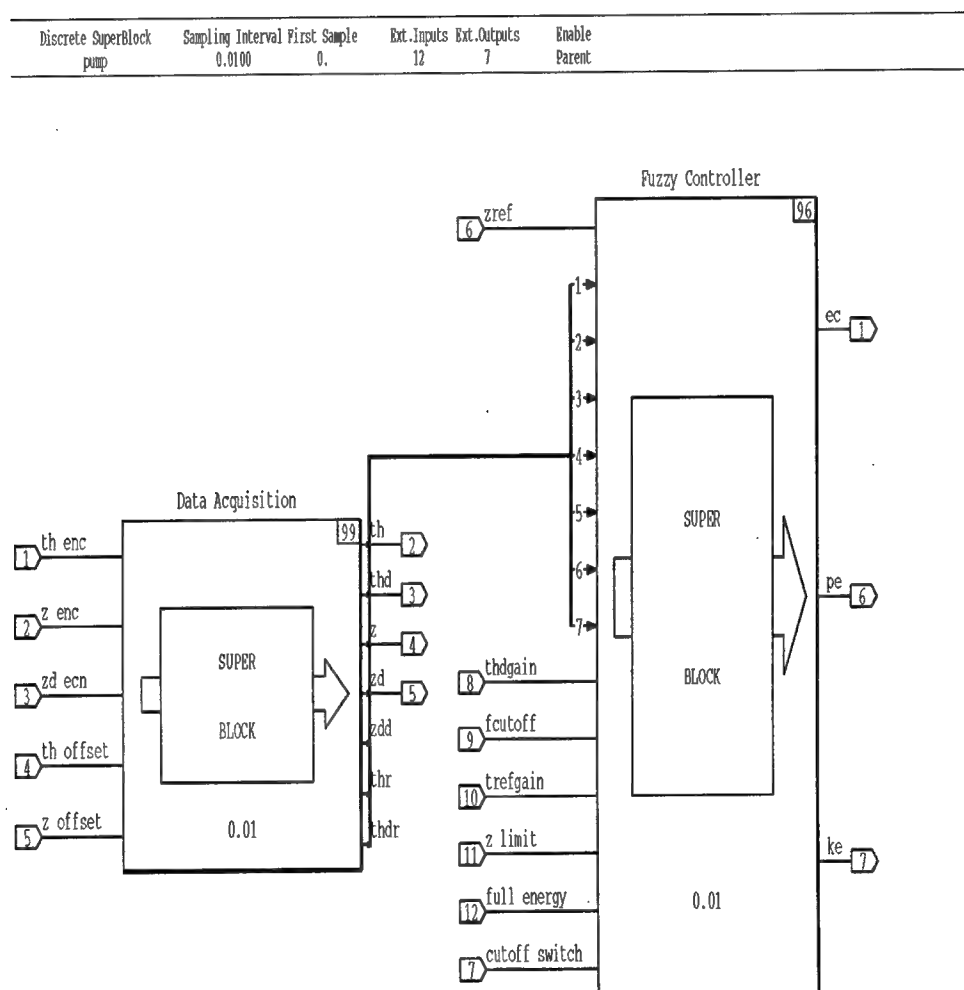 Discrete SuperBlock Sampling Interval First Sample Ext.Inputs Ext.Outputs Enable
pump 0.0100 0. 12 7 Parent
Fuzzy Controller
96
6 zref
1
2
3
4
5
6
7
ec 1
SUPER
BLOCK
pe 6
ke 7
8 thdgain
9 fcutoff
10 trefgain
11 z limit
12 full energy
7 cutoff switch
0.01
Data Acquisition
99
1 th enc
2 z enc
3 zd ecn
4 th offset
5 z offset
SUPER
BLOCK
0.01
th 2
thd 3
z 4
zd 5
zdd
thr
thdr